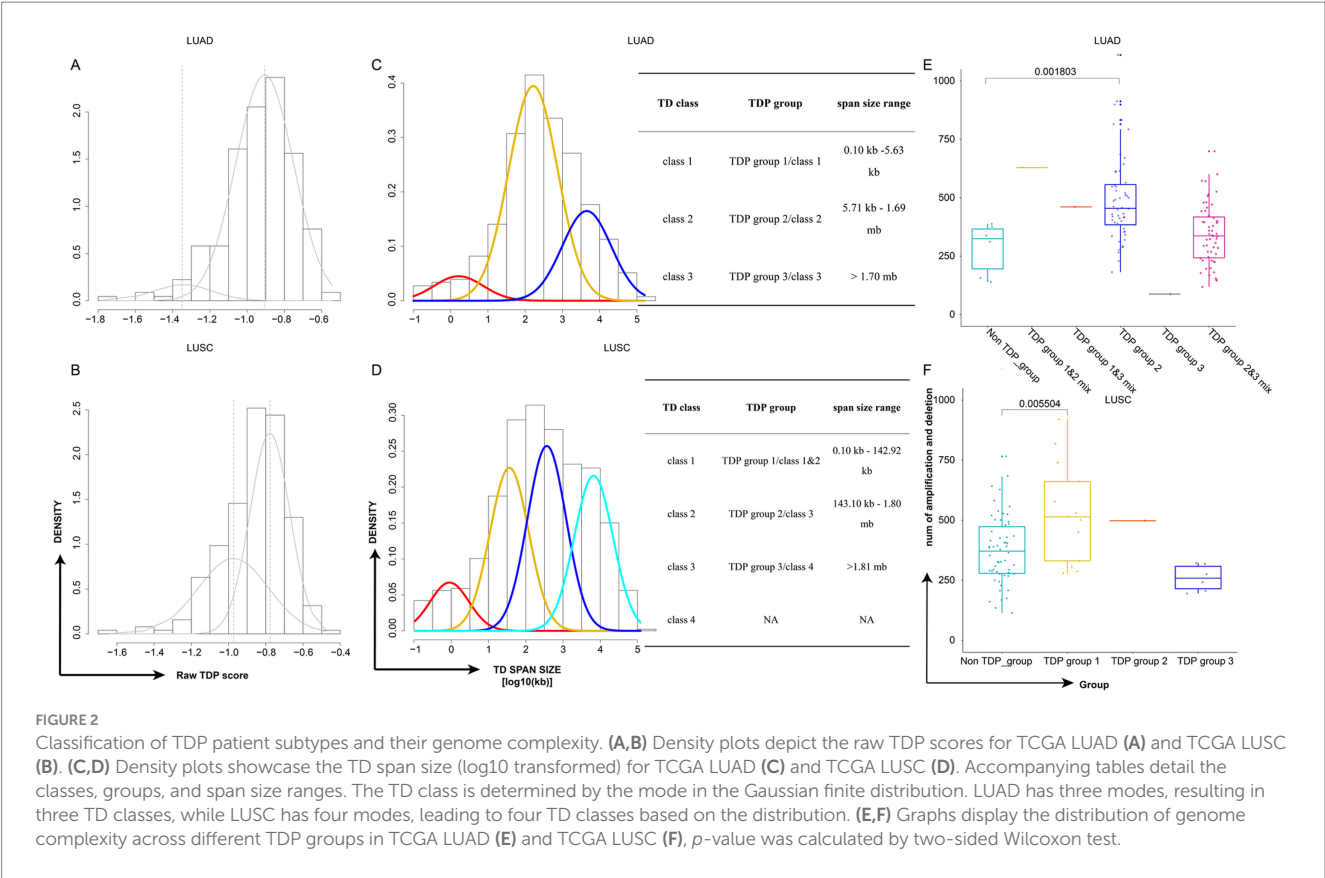 LUAD
A
2.0
1.5
1.0
0.5
0.0
−1.8
−1.6
−1.4
−1.2
−1.0
−0.8
−0.6
LUSC
B
2.5
2.0
1.5
1.0
0.5
0.0
DENSITY
−1.6
−1.4
−1.2
−1.0
−0.8
−0.6
−0.4
Raw TDP score
LUAD
C
0.4
0.3
0.2
0.1
0.0
−1
0
1
2
3
4
5
TD class TDP group span size range
class 1 TDP group 1/class 1 0.10 kb -5.63
kb
class 2 TDP group 2/class 2 5.71 kb - 1.69
mb
class 3 TDP group 3/class 3 > 1.70 mb
LUSC
D
0.30
0.25
0.20
0.15
0.10
0.05
0.00
DENSITY
−1
0
1
2
3
4
5
TD SPAN SIZE
[log10(kb)]
TD class TDP group span size range
class 1 TDP group 1/class 1&2 0.10 kb - 142.92
kb
class 2 TDP group 2/class 3 143.10 kb - 1.80
mb
class 3 TDP group 3/class 4 >1.81 mb
class 4 NA NA
LUAD
E
1000
750
500
250
0
0.001803
Non TDP_group
TDP group 1&2 mix
TDP group 1&3 mix
TDP group 2
TDP group 3
TDP group 2&3 mix
F
LUSC
1000
750
500
250
0
0.005504
num of amplification and deletion
Non TDP_group
TDP group 1
TDP group 2
TDP group 3
Group
FIGURE 2
Classification of TDP patient subtypes and their genome complexity. (A,B) Density plots depict the raw TDP scores for TCGA LUAD (A) and TCGA LUSC
(B). (C,D) Density plots showcase the TD span size (log10 transformed) for TCGA LUAD (C) and TCGA LUSC (D). Accompanying tables detail the
classes, groups, and span size ranges. The TD class is determined by the mode in the Gaussian finite distribution. LUAD has three modes, resulting in
three TD classes, while LUSC has four modes, leading to four TD classes based on the distribution. (E,F) Graphs display the distribution of genome
complexity across different TDP groups in TCGA LUAD (E) and TCGA LUSC (F), p-value was calculated by two-sided Wilcoxon test.